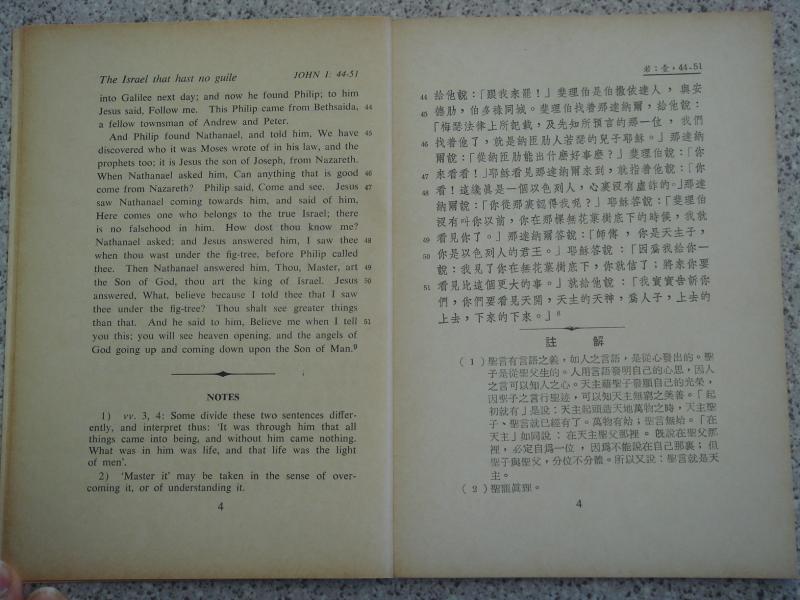 The Israel that hast no guile
JOHN I: 44-51
into Galilee next day; and now he found Philip; to him
Jesus said, Follow me. This Philip came from Bethsaida, 44
a fellow townsman of Andrew and Peter.
And Philip found Nathanael, and told him, We have 45
discovered who it was Moses wrote of in his law, and the
prophets too; it is Jesus the son of Joseph, from Nazareth.
When Nathanael asked him, Can anything that is good 46
come from Nazareth? Philip said, Come and see. Jesus 47
saw Nathanael coming towards him, and said of him,
Here comes one who belongs to the true Israel; there
is no falsehood in him. How dost thou know me?
Nathanael asked; and Jesus answered him, I saw thee 48
when thou wast under the fig-tree, before Philip called
thee. Then Nathanael answered him, Thou, Master, art 49
the Son of God, thou art the king of Israel. Jesus 50
answered, What, believe because I told thee that I saw
thee under the fig-tree? Thou shalt see greater things
than that. And he said to him, Believe me when I tell 51
you this; you will see heaven opening, and the angels of
God going up and coming down upon the Son of Man.⁹
NOTES
1) vv. 3, 4: Some divide these two sentences differ-
ently, and interpret thus: 'It was through him that all
things came into being, and without him came nothing.
What was in him was life, and that life was the light
of men'.
2) 'Master it' may be taken in the sense of over-
coming it, or of understanding it.
4
若:壹,44-51
44 給他說:「跟我來罷!」斐理伯是伯撒依達人,與安
45 德肋,伯多祿同城。斐理伯找着那達納爾,給他說:
「梅瑟法律上所記載,及先知所預言的那一位,我們
46 找着他了,就是納匝肋人若瑟的兒子耶穌。」那達納
爾說:「從納匝肋能出什麼好事麼?」斐理伯說:「你
47 來看看!」耶穌看見那達納爾來到,就指着他說:「你
48 看!這纔眞是一個以色列人,心裏沒有虛詐的。」那達
納爾說:「你從那裏認得我呢?」耶穌答說:「斐理伯
沒有叫你以前,你在那棵無花葉樹底下的時候,我就
49 看見你了。」那達納爾答說:「師傅,你是天主子,
50 你是以色列人的君王。」耶穌答說:「因爲我給你一
說:我見了你在無花葉樹底下,你就信了;將來你要
51 看見比這個更大的事。」就給他說:「我實實告訴你
們,你們要看見天開,天主的天神,爲人子,上去的
上去,下來的下來。」⁸
註 解
(1)聖言有言語之義,如人之言語,是從心發出的。聖
子是從聖父生的。人用言語發明自己的心思,因人
之言可以知人之心。天主藉聖子發顯自己的光榮,
因聖子之言行聖迹,可以知天主無窮之美善。「起
初就有」是說:天主起頭造天地萬物之時,天主聖
子、聖言就已經有了。萬物有始;聖言無始。「在
天主」如同說:在天主聖父那裡。旣說在聖父那
裡,必定自爲一位,因爲不能說在自己那裏;但
聖子與聖父,分位不分體。所以又說:聖言就是天
主。
(2)聖寵眞理。
4